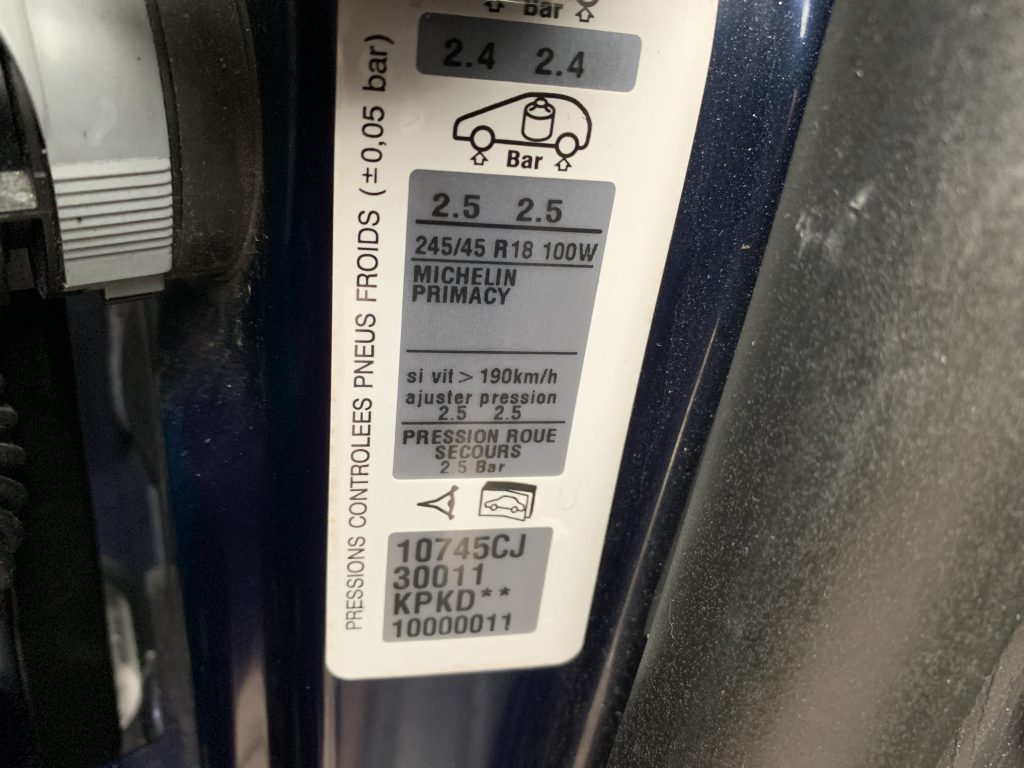 Bar
2.4 2.4
Bar
2.5 2.5
245/45 R18 100W
MICHELIN
PRIMACY
si vit > 190km/h
ajuster pression
2.5 2.5
PRESSION ROUE
SECOURS
2.5 Bar
10745CJ
30011
KPKD**
10000011
PRESSIONS CONTROLEES PNEUS FROIDS (±0,05 bar)